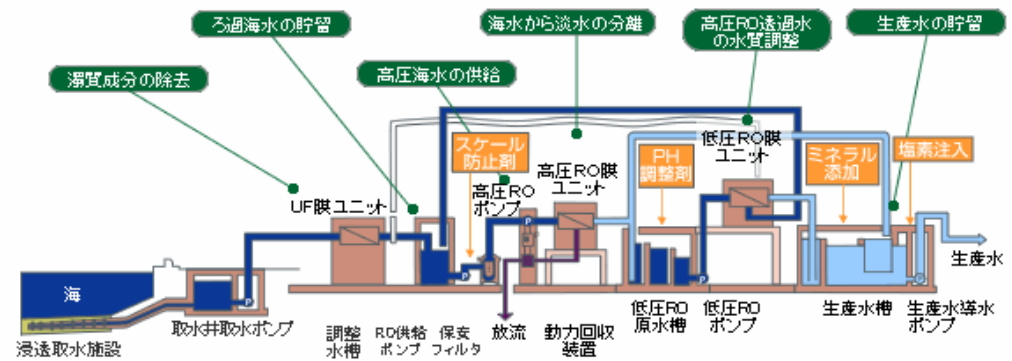 ろ過海水の貯留
海水から淡水の分離
高圧RO透過水
の水質調整
生産水の貯留
濁質成分の除去
高圧海水の供給
スケール
防止剤
高圧RO
ポンプ
高圧RO膜
ユニット
PH
調整剤
低圧RO膜
ユニット
ミネラル
添加
塩素注入
UF膜ユニット
P
P
P
P
P
生産水
海
浸透取水施設
取水井取水ポンプ
調整
水槽
RO供給
ポンプ
保安
フィルタ
放流
動力回収
装置
低圧RO
原水槽
低圧RO
ポンプ
生産水槽
生産水導水
ポンプ